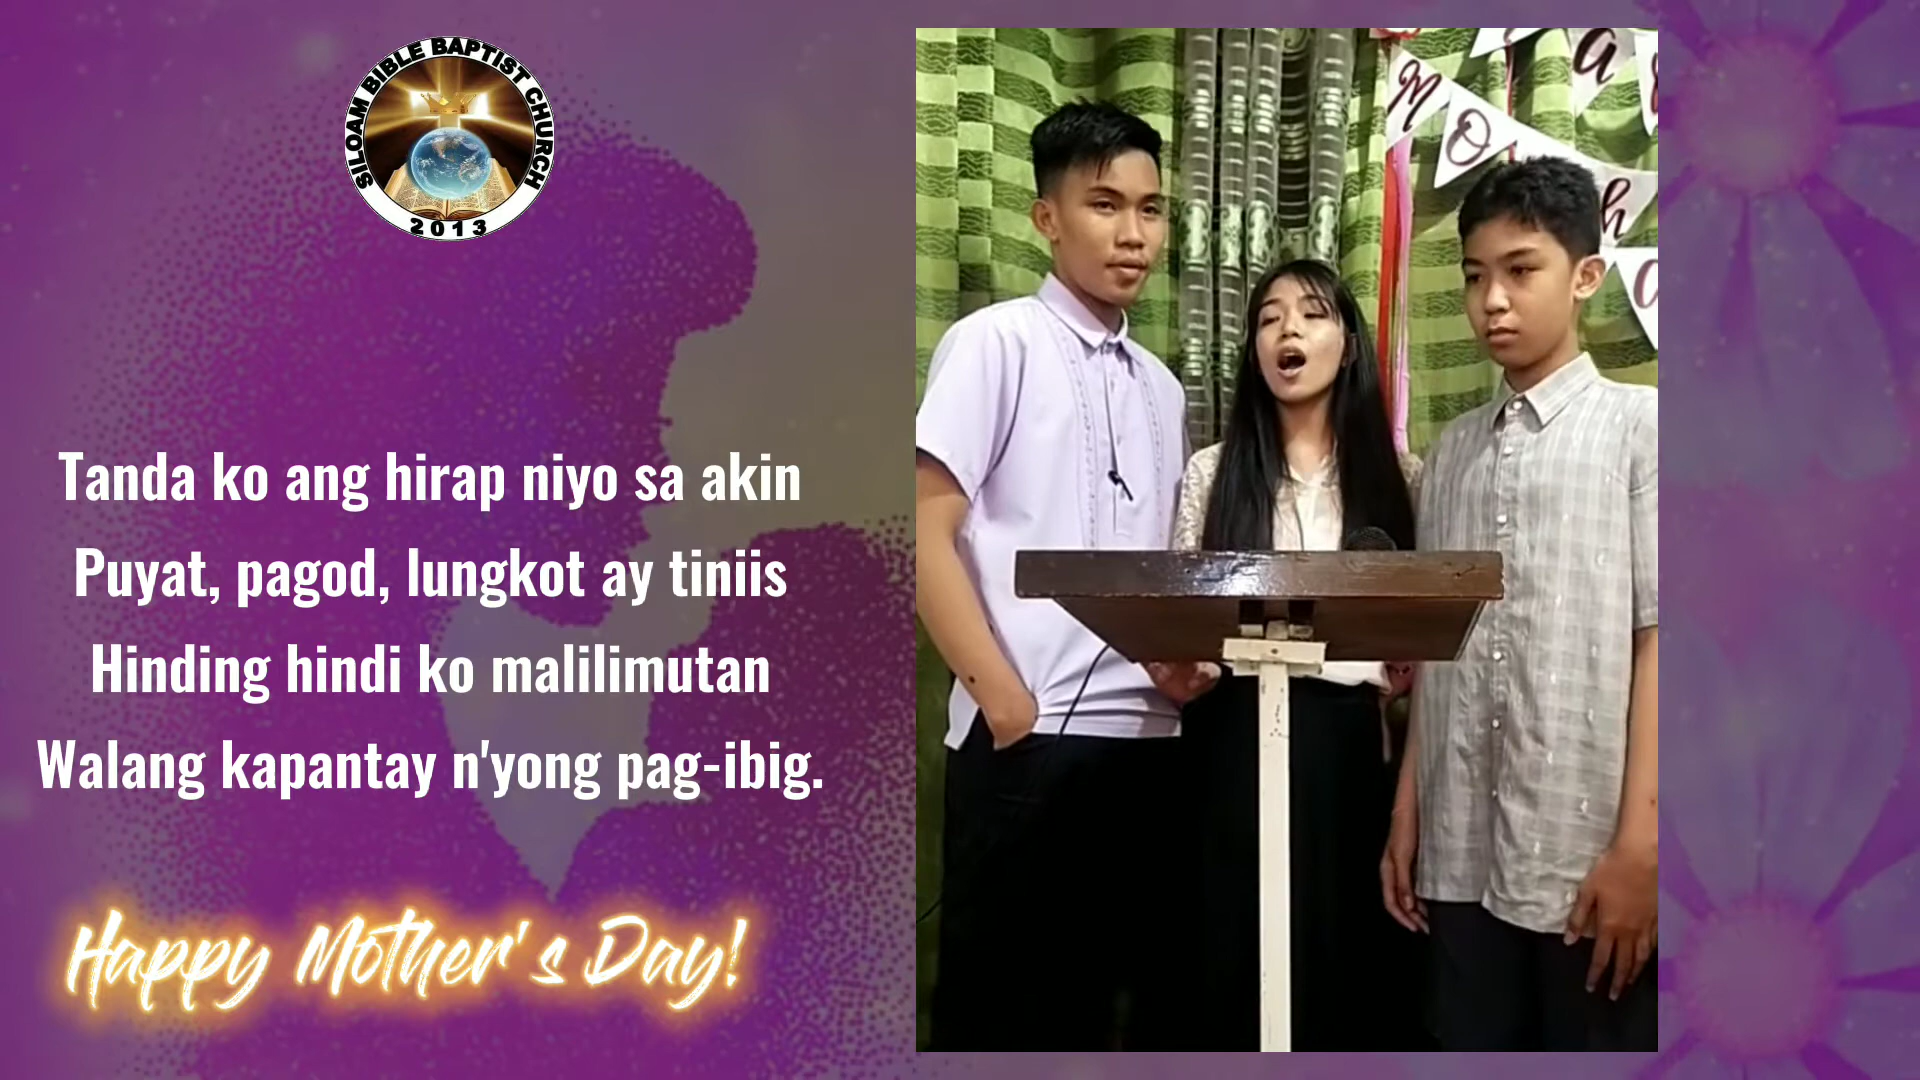 SILOAM BIBLE BAPTIST CHURCH
2013
Tanda ko ang hirap niyo sa akin
Puyat, pagod, lungkot ay tiniis
Hinding hindi ko malilimutan
Walang kapantay n'yong pag-ibig.
Happy Mother's Day!